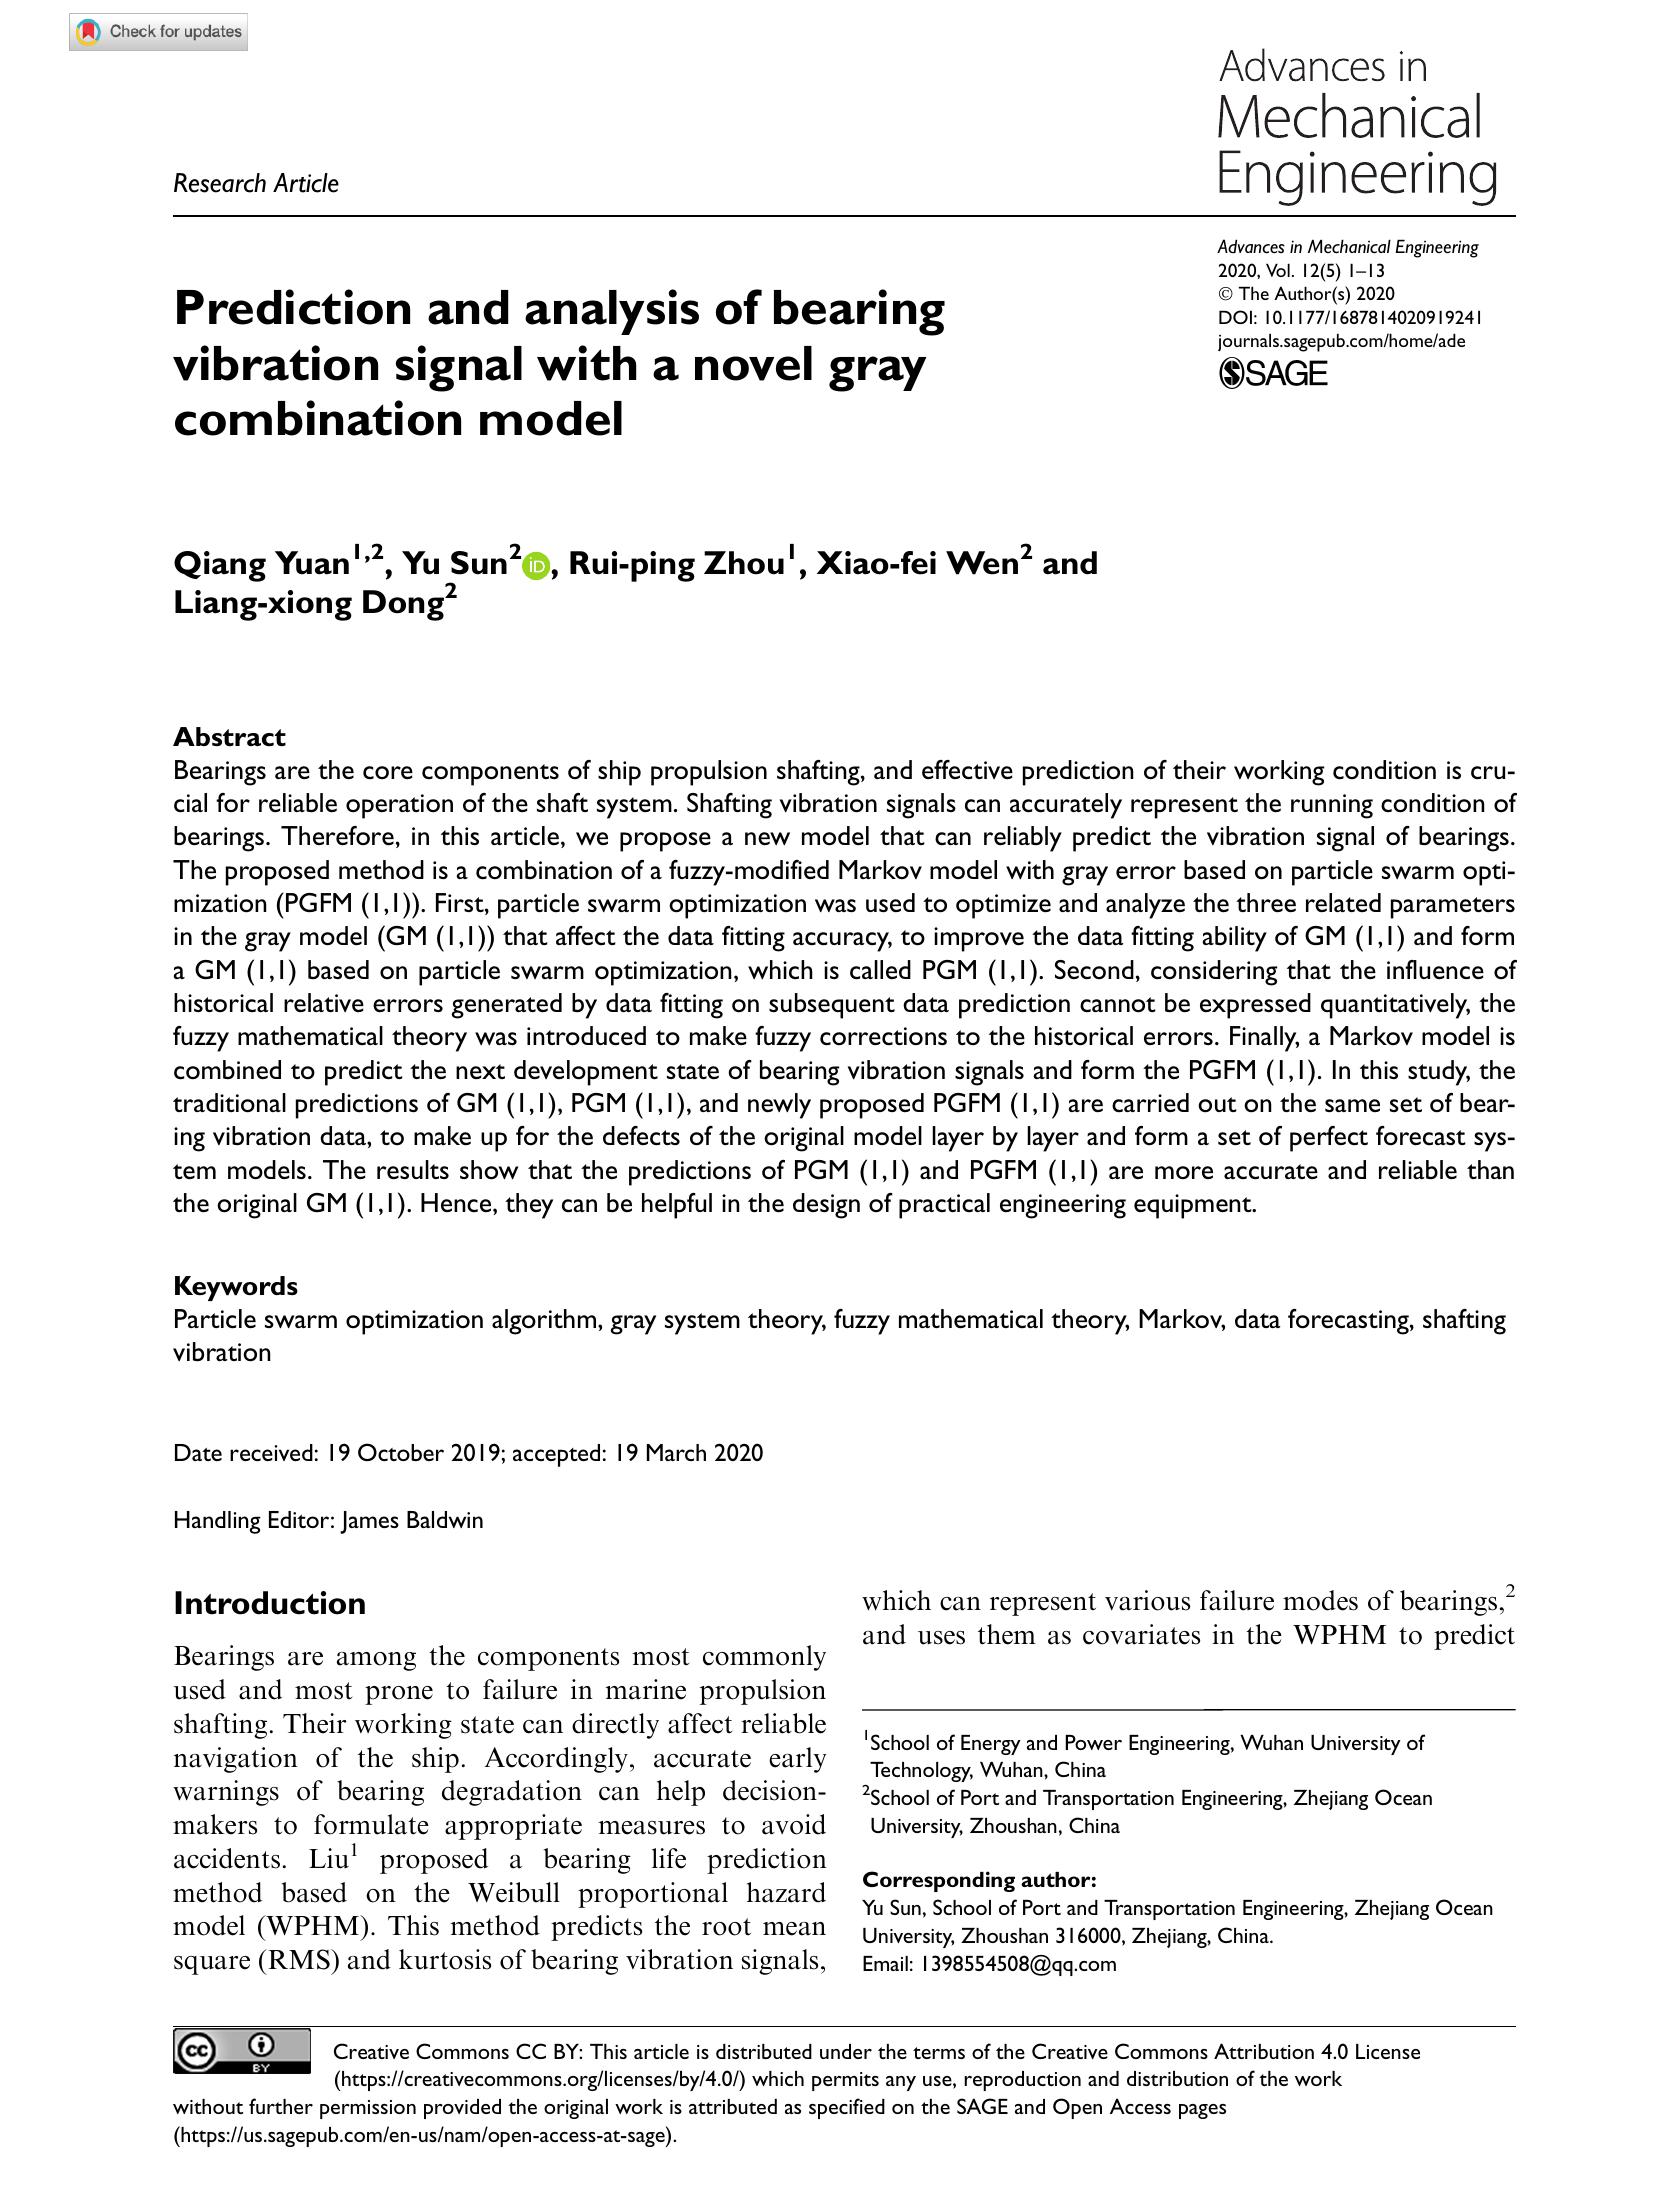 Check for updates
Advances in
Mechanical
Engineering
Research Article
Advances in Mechanical Engineering
2020, Vol. 12(5) 1–13
© The Author(s) 2020
DOI: 10.1177/1687814020919241
journals.sagepub.com/home/ade
SAGE
Prediction and analysis of bearing
vibration signal with a novel gray
combination model
Qiang Yuan1,2, Yu Sun2 iD, Rui-ping Zhou1, Xiao-fei Wen2 and
Liang-xiong Dong2
Abstract
Bearings are the core components of ship propulsion shafting, and effective prediction of their working condition is cru-
cial for reliable operation of the shaft system. Shafting vibration signals can accurately represent the running condition of
bearings. Therefore, in this article, we propose a new model that can reliably predict the vibration signal of bearings.
The proposed method is a combination of a fuzzy-modified Markov model with gray error based on particle swarm opti-
mization (PGFM (1,1)). First, particle swarm optimization was used to optimize and analyze the three related parameters
in the gray model (GM (1,1)) that affect the data fitting accuracy, to improve the data fitting ability of GM (1,1) and form
a GM (1,1) based on particle swarm optimization, which is called PGM (1,1). Second, considering that the influence of
historical relative errors generated by data fitting on subsequent data prediction cannot be expressed quantitatively, the
fuzzy mathematical theory was introduced to make fuzzy corrections to the historical errors. Finally, a Markov model is
combined to predict the next development state of bearing vibration signals and form the PGFM (1,1). In this study, the
traditional predictions of GM (1,1), PGM (1,1), and newly proposed PGFM (1,1) are carried out on the same set of bear-
ing vibration data, to make up for the defects of the original model layer by layer and form a set of perfect forecast sys-
tem models. The results show that the predictions of PGM (1,1) and PGFM (1,1) are more accurate and reliable than
the original GM (1,1). Hence, they can be helpful in the design of practical engineering equipment.
Keywords
Particle swarm optimization algorithm, gray system theory, fuzzy mathematical theory, Markov, data forecasting, shafting
vibration
Date received: 19 October 2019; accepted: 19 March 2020
Handling Editor: James Baldwin
Introduction
Bearings are among the components most commonly
used and most prone to failure in marine propulsion
shafting. Their working state can directly affect reliable
navigation of the ship. Accordingly, accurate early
warnings of bearing degradation can help decision-
makers to formulate appropriate measures to avoid
accidents. Liu1 proposed a bearing life prediction
method based on the Weibull proportional hazard
model (WPHM). This method predicts the root mean
square (RMS) and kurtosis of bearing vibration signals,
which can represent various failure modes of bearings,2
and uses them as covariates in the WPHM to predict
1School of Energy and Power Engineering, Wuhan University of
Technology, Wuhan, China
2School of Port and Transportation Engineering, Zhejiang Ocean
University, Zhoushan, China
Corresponding author:
Yu Sun, School of Port and Transportation Engineering, Zhejiang Ocean
University, Zhoushan 316000, Zhejiang, China.
Email: 1398554508@qq.com
cc BY
Creative Commons CC BY: This article is distributed under the terms of the Creative Commons Attribution 4.0 License
(https://creativecommons.org/licenses/by/4.0/) which permits any use, reproduction and distribution of the work
without further permission provided the original work is attributed as specified on the SAGE and Open Access pages
(https://us.sagepub.com/en-us/nam/open-access-at-sage).